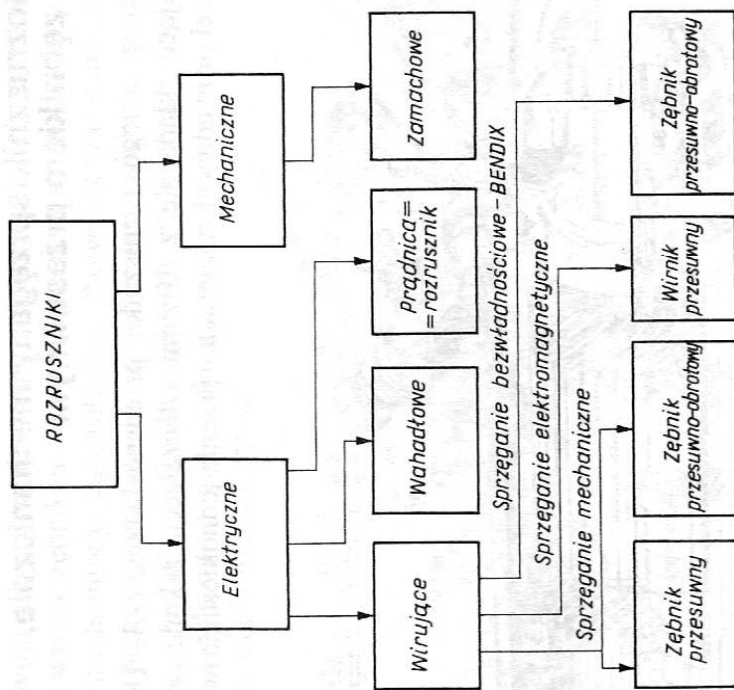 ROZRUSZNIKI
Elektryczne
Mechaniczne
Wirujące
Wahadłowe
Prądnica=
=rozrusznik
Zamachowe
Sprzęganie bezwładnościowe-BENDIX
Sprzęganie elektromagnetyczne
Sprzęganie mechaniczne
Zębnik
przesuwny
Zębnik
przesuwno-obrotowy
Wirnik
przesuwny
Zębnik
przesuwno-obrotowy